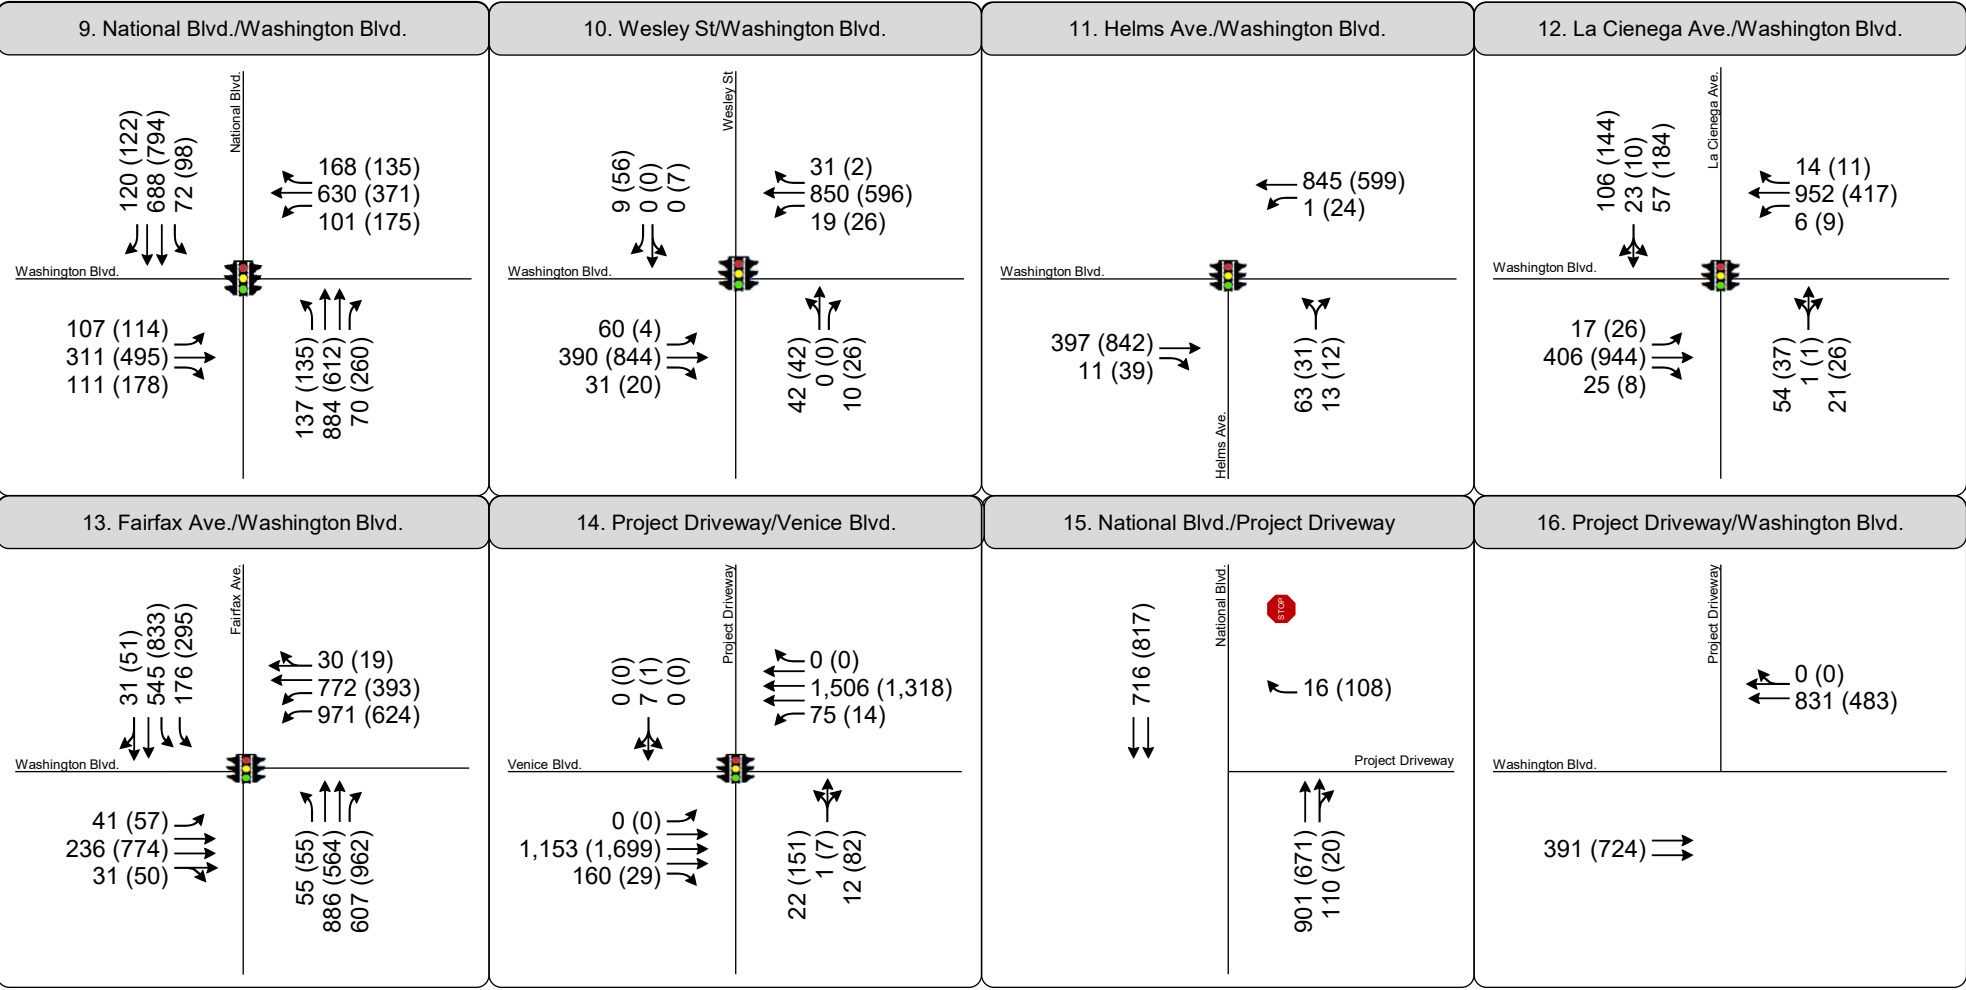 9. National Blvd./Washington Blvd.
120 (122)
688 (794)
72 (98)
National Blvd.
168 (135)
630 (371)
101 (175)
Washington Blvd.
107 (114)
311 (495)
111 (178)
137 (135)
884 (612)
70 (260)
10. Wesley St/Washington Blvd.
9 (56)
0 (0)
0 (7)
Wesley St
31 (2)
850 (596)
19 (26)
Washington Blvd.
60 (4)
390 (844)
31 (20)
42 (42)
0 (0)
10 (26)
11. Helms Ave./Washington Blvd.
845 (599)
1 (24)
Washington Blvd.
397 (842)
11 (39)
Helms Ave.
63 (31)
13 (12)
12. La Cienega Ave./Washington Blvd.
106 (144)
23 (10)
57 (184)
La Cienega Ave.
14 (11)
952 (417)
6 (9)
Washington Blvd.
17 (26)
406 (944)
25 (8)
54 (37)
1 (1)
21 (26)
13. Fairfax Ave./Washington Blvd.
31 (51)
545 (833)
176 (295)
Fairfax Ave.
30 (19)
772 (393)
971 (624)
Washington Blvd.
41 (57)
236 (774)
31 (50)
55 (55)
886 (564)
607 (962)
14. Project Driveway/Venice Blvd.
0 (0)
7 (1)
0 (0)
Project Driveway
0 (0)
1,506 (1,318)
75 (14)
Venice Blvd.
0 (0)
1,153 (1,699)
160 (29)
22 (151)
1 (7)
12 (82)
15. National Blvd./Project Driveway
716 (817)
National Blvd.
STOP
16 (108)
Project Driveway
901 (671)
110 (20)
16. Project Driveway/Washington Blvd.
Project Driveway
0 (0)
831 (483)
Washington Blvd.
391 (724)